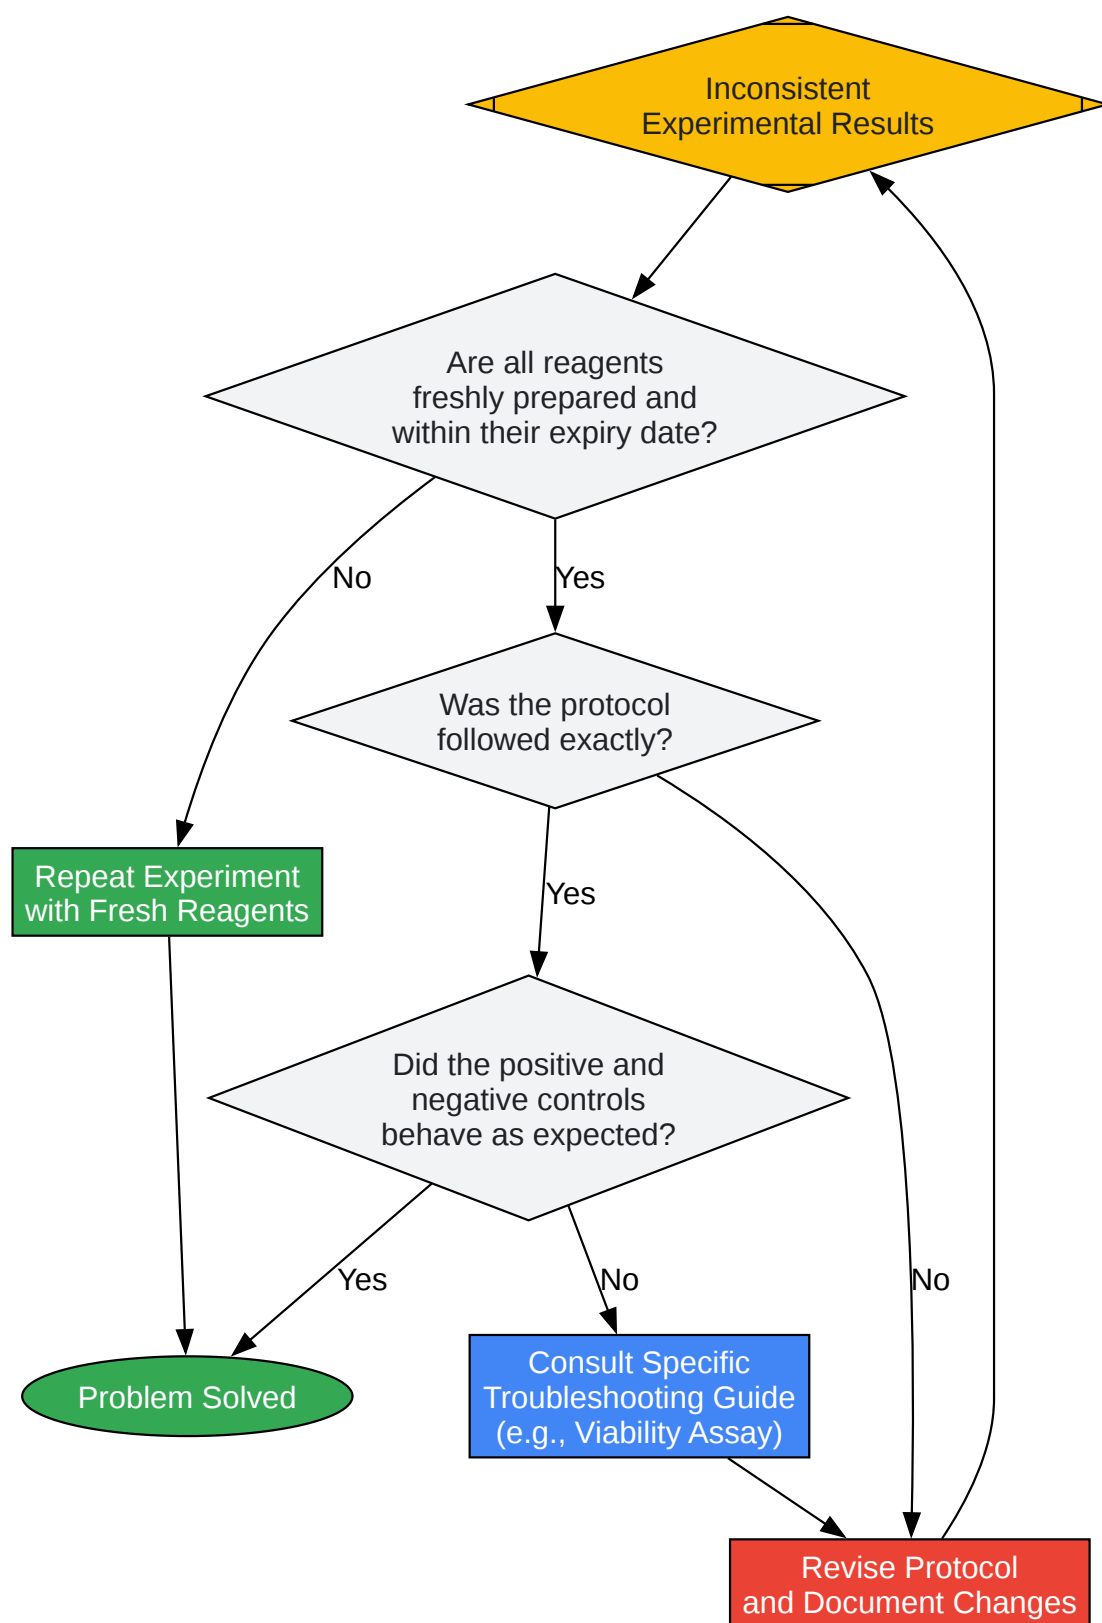 Inconsistent
Experimental Results
Are all reagents
freshly prepared and
within their expiry date?
No
Yes
Was the protocol
followed exactly?
Repeat Experiment
with Fresh Reagents
Yes
Did the positive and
negative controls
behave as expected?
Yes
No
No
Problem Solved
Consult Specific
Troubleshooting Guide
(e.g., Viability Assay)
Revise Protocol
and Document Changes